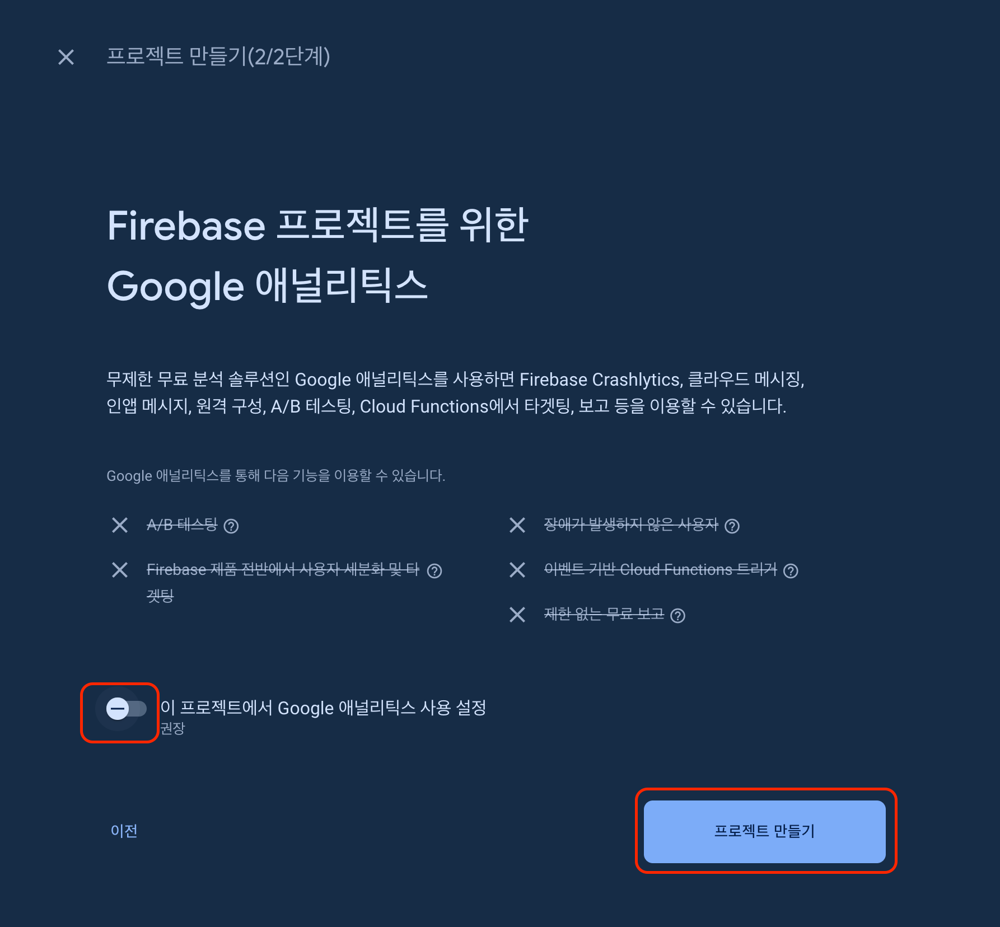 프로젝트 만들기(2/2단계)
Firebase 프로젝트를 위한
Google 애널리틱스
무제한 무료 분석 솔루션인 Google 애널리틱스를 사용하면 Firebase Crashlytics, 클라우드 메시징,
인앱 메시지, 원격 구성, A/B 테스팅, Cloud Functions에서 타겟팅, 보고 등을 이용할 수 있습니다.
Google 애널리틱스를 통해 다음 기능을 이용할 수 있습니다.
A/B 테스팅
Firebase 제품 전반에서 사용자 세분화 및 타
겟팅
장애가 발생하지 않은 사용자
이벤트 기반 Cloud Functions 트리거
제한 없는 무료 보고
이 프로젝트에서 Google 애널리틱스 사용 설정
권장
이전
프로젝트 만들기